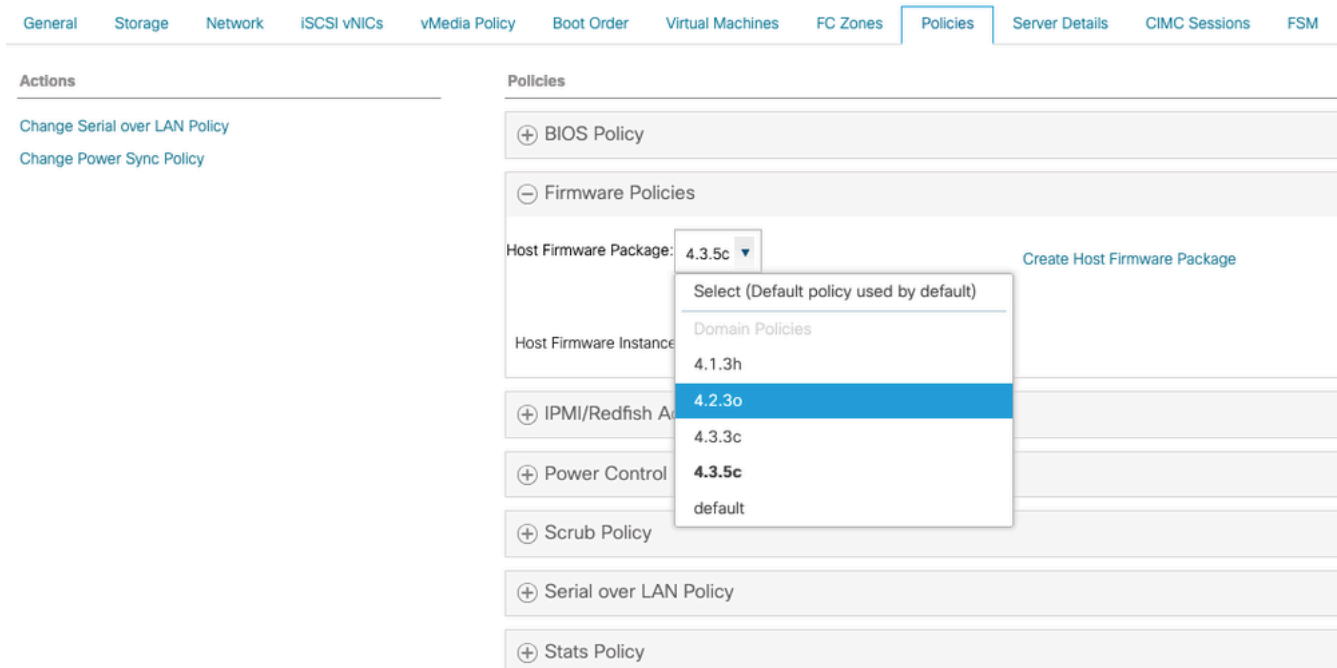 General Storage Network iSCSI vNICs vMedia Policy Boot Order Virtual Machines FC Zones Policies Server Details CIMC Sessions FSM
Actions
Change Serial over LAN Policy
Change Power Sync Policy
Policies
BIOS Policy
Firmware Policies
Host Firmware Package: 4.3.5c Create Host Firmware Package
Select (Default policy used by default)
Domain Policies
4.1.3h
4.2.3o
4.3.3c
4.3.5c
default
Host Firmware Instance
IPMI/Redfish
Power Control
Scrub Policy
Serial over LAN Policy
Stats Policy